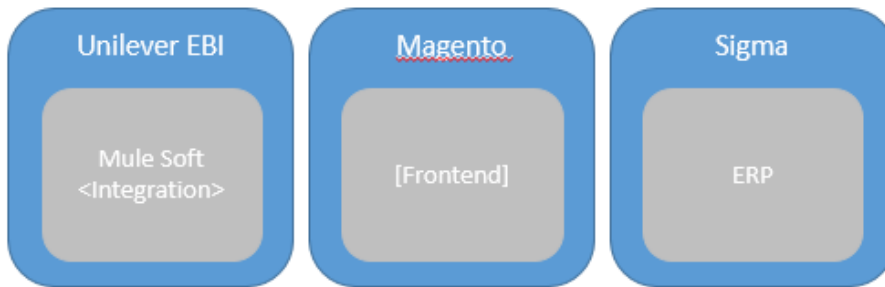 Unilever EBI
Mule Soft
<Integration>
Magento
[Frontend]
Sigma
ERP